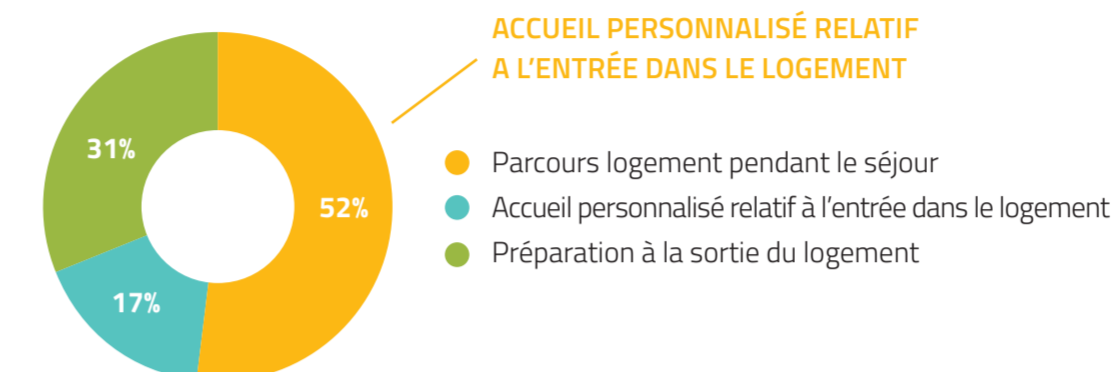 ACCUEIL PERSONNALISÉ RELATIF
A L'ENTRÉE DANS LE LOGEMENT
31%
52%
17%
Parcours logement pendant le séjour
Accueil personnalisé relatif à l'entrée dans le logement
Préparation à la sortie du logement